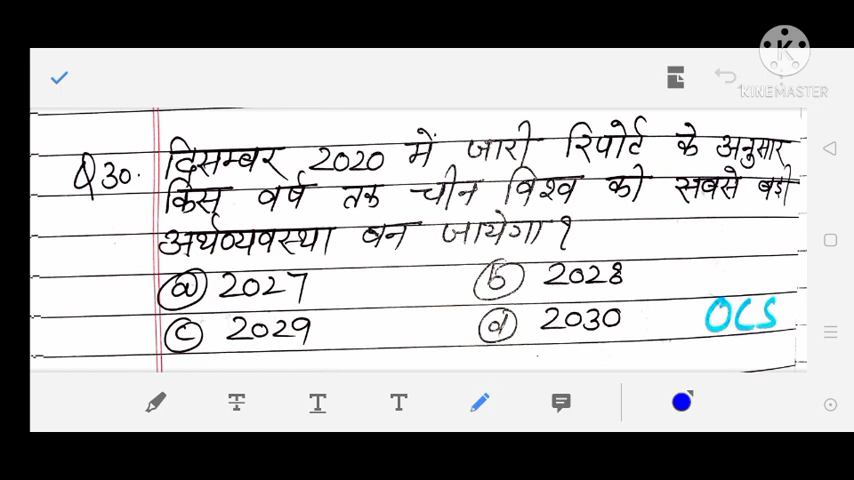 KINEMASTER
Q30. दिसम्बर 2020 में जारी रिपोर्ट के अनुसार
किस वर्ष तक चीन विश्व की सबसे बड़ी
अर्थव्यवस्था बन जायेगा?
(a) 2027 (b) 2028
(c) 2029 (d) 2030 OCS
T T T